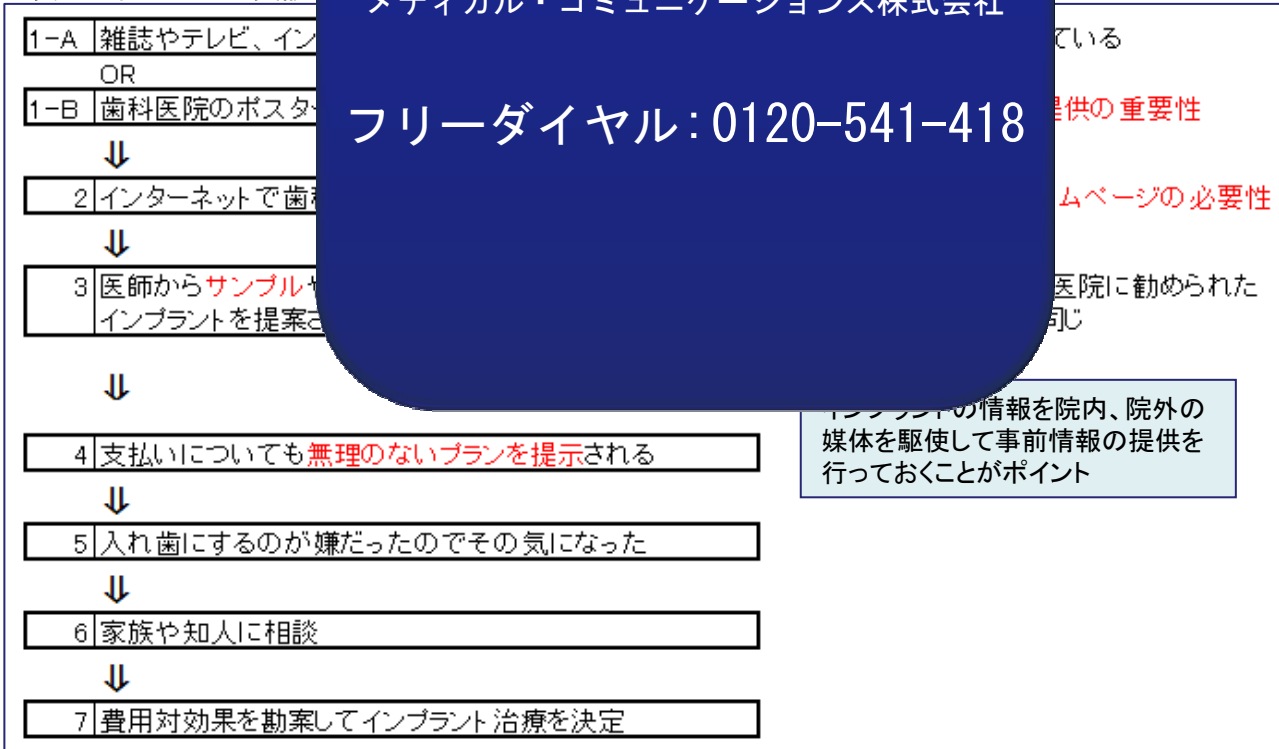 メディカル・コミュニケーションズ株式会社
フリーダイヤル：0120-541-418
1-A 雑誌やテレビ、イン
ている
OR
1-B 歯科医院のポスター
提供の重要性
⇓
2 インターネットで歯科
ムページの必要性
⇓
3 医師からサンプルや
医院に勧められた
インプラントを提案さ
同じ
⇓
インプラントの情報を院内、院外の
媒体を駆使して事前情報の提供を
行っておくことがポイント
4 支払いについても無理のないプランを提示される
⇓
5 入れ歯にするのが嫌だったのでその気になった
⇓
6 家族や知人に相談
⇓
7 費用対効果を勘案してインプラント治療を決定